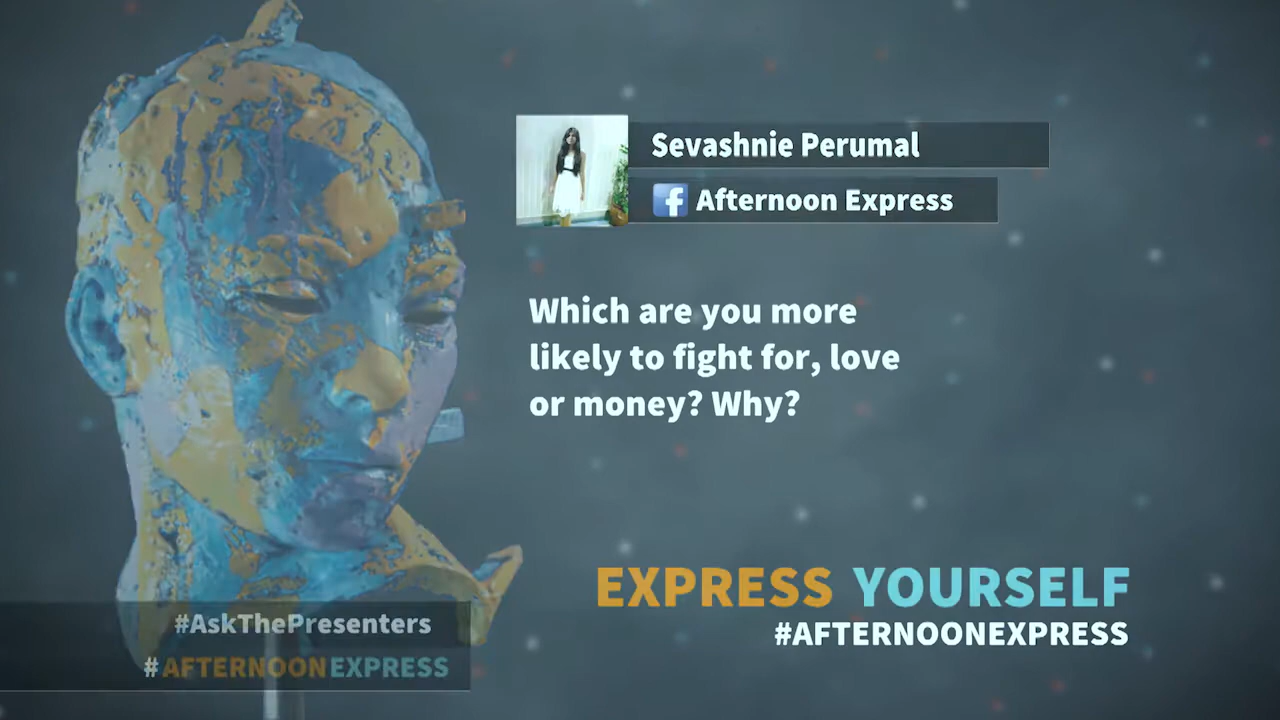 Sevashnie Perumal
Afternoon Express
Which are you more
likely to fight for, love
or money? Why?
EXPRESS YOURSELF
#AFTERNOONEXPRESS
#AskThePresenters
#AFTERNOONEXPRESS